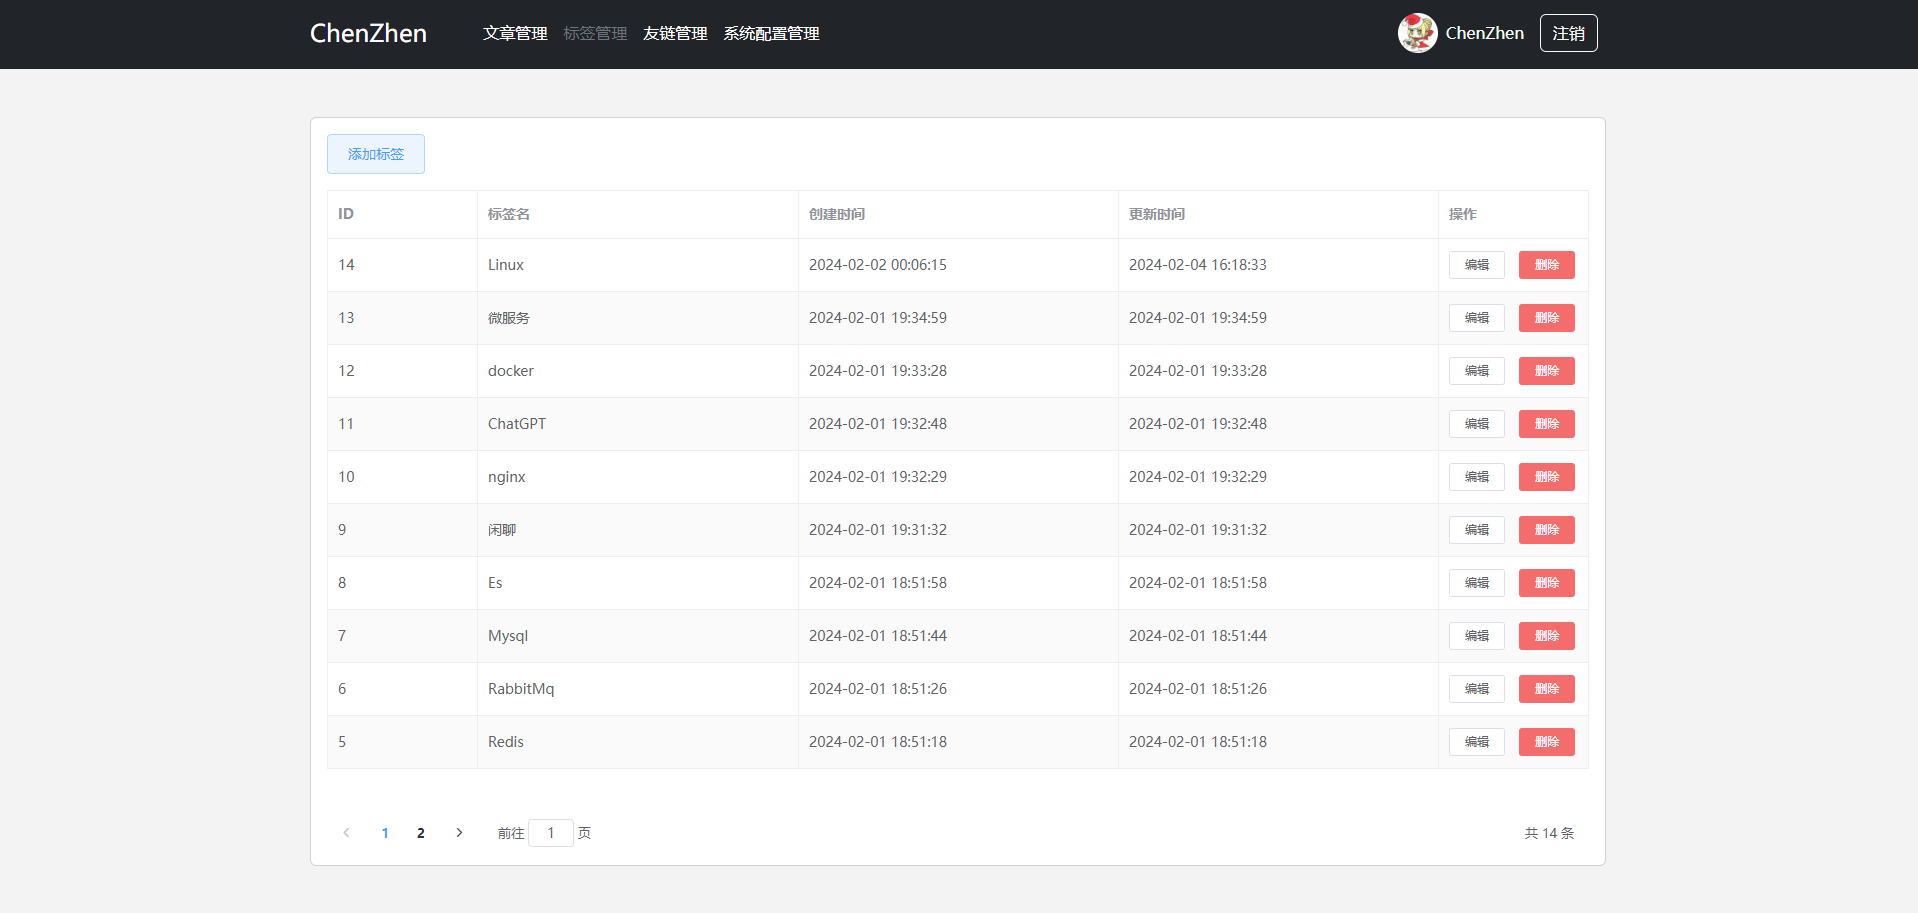 ChenZhen 文章管理 标签管理 友链管理 系统配置管理 ChenZhen 注销
添加标签
ID 标签名 创建时间 更新时间 操作
14 Linux 2024-02-02 00:06:15 2024-02-04 16:18:33 编辑 删除
13 微服务 2024-02-01 19:34:59 2024-02-01 19:34:59 编辑 删除
12 docker 2024-02-01 19:33:28 2024-02-01 19:33:28 编辑 删除
11 ChatGPT 2024-02-01 19:32:48 2024-02-01 19:32:48 编辑 删除
10 nginx 2024-02-01 19:32:29 2024-02-01 19:32:29 编辑 删除
9 闲聊 2024-02-01 19:31:32 2024-02-01 19:31:32 编辑 删除
8 Es 2024-02-01 18:51:58 2024-02-01 18:51:58 编辑 删除
7 Mysql 2024-02-01 18:51:44 2024-02-01 18:51:44 编辑 删除
6 RabbitMq 2024-02-01 18:51:26 2024-02-01 18:51:26 编辑 删除
5 Redis 2024-02-01 18:51:18 2024-02-01 18:51:18 编辑 删除
1 2 前往 1 页 共 14 条